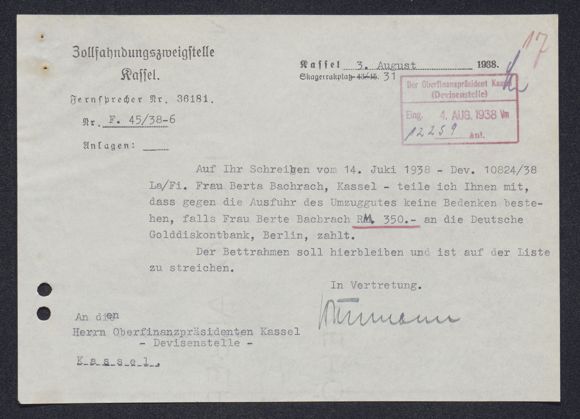 Zollfahndungszweigstelle
Kassel.
Kassel 3. August 1938.
Skagerrakplatz 31
Fernsprecher Nr. 36181.
Nr. F. 45/38-6
Anlagen:
17
Der Oberfinanzpräsident Kassel
(Devisenstelle)
Eing. 4. AUG. 1938 Vm
12259 Anl.
Auf Ihr Schreiben vom 14. Juki 1938 - Dev. 10824/38
La/Fi. Frau Berta Bachrach, Kassel - teile ich Ihnen mit,
dass gegen die Ausfuhr des Umzuggutes keine Bedenken beste-
hen, falls Frau Berte Bachrach RM. 350.- an die Deutsche
Golddiskontbank, Berlin, zahlt.
Der Bettrahmen soll hierbleiben und ist auf der Liste
zu streichen.
In Vertretung.
An den
Herrn Oberfinanzpräsidenten Kassel
- Devisenstelle -
Kassel.